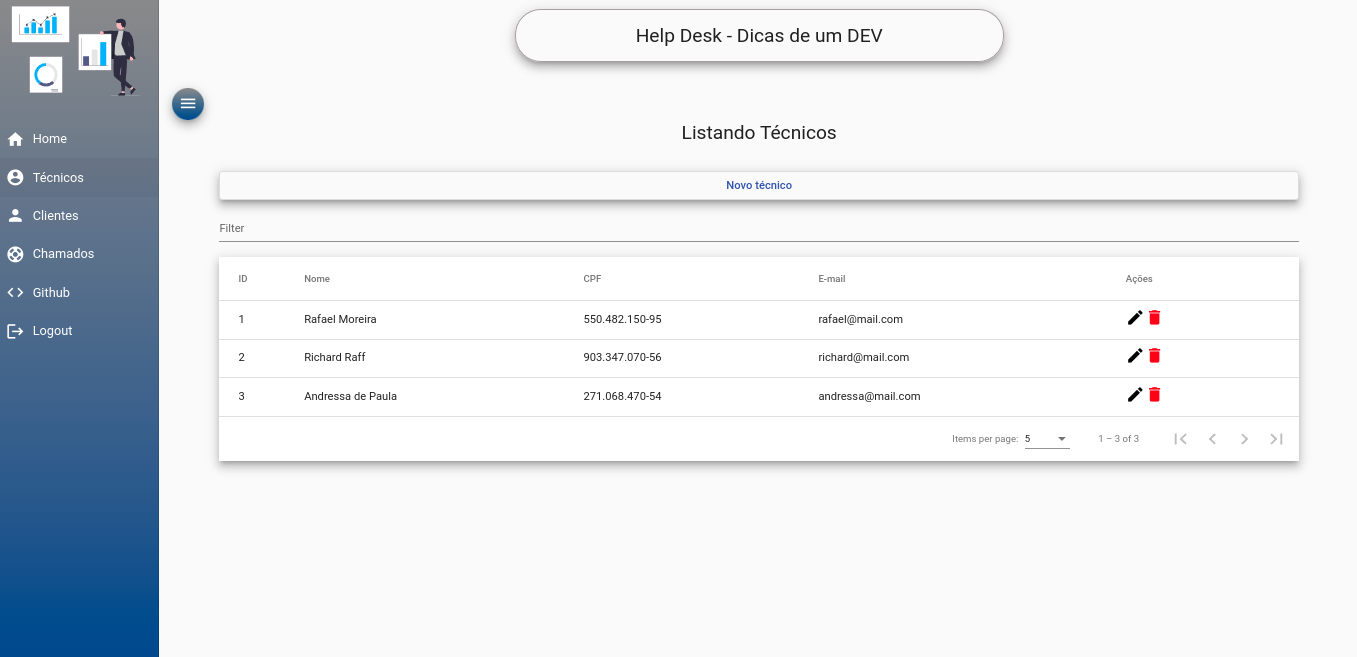 Help Desk - Dicas de um DEV
Home
Técnicos
Clientes
Chamados
Github
Logout
Listando Técnicos
Novo técnico
Filter
ID Nome CPF E-mail Ações
1 Rafael Moreira 550.482.150-95 rafael@mail.com
2 Richard Raff 903.347.070-56 richard@mail.com
3 Andressa de Paula 271.068.470-54 andressa@mail.com
Items per page: 5 1 – 3 of 3